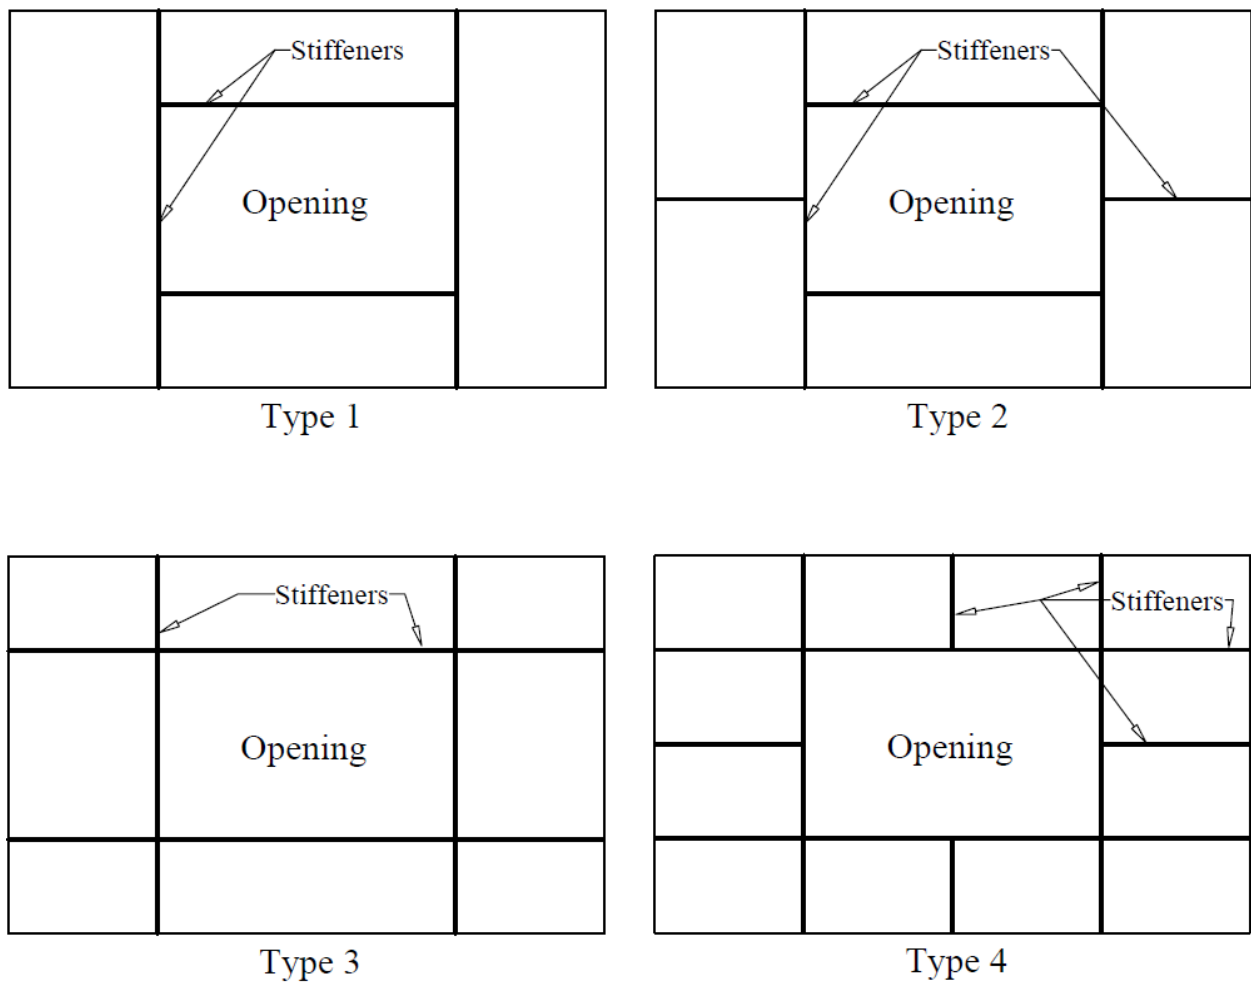 Stiffeners
Opening
Type 1
Stiffeners
Opening
Type 2
Stiffeners
Opening
Type 3
Stiffeners
Opening
Type 4